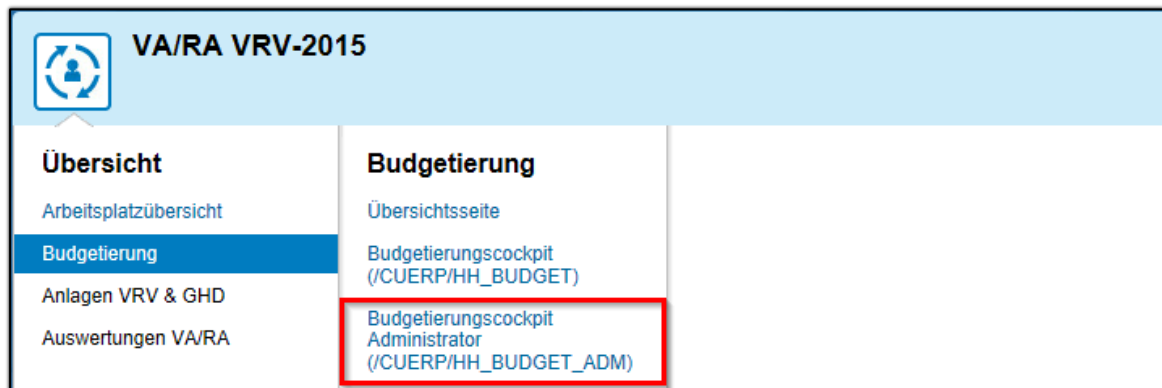 VA/RA VRV-2015
Übersicht
Arbeitsplatzübersicht
Budgetierung
Anlagen VRV & GHD
Auswertungen VA/RA
Budgetierung
Übersichtsseite
Budgetierungscockpit
(/CUERP/HH_BUDGET)
Budgetierungscockpit
Administrator
(/CUERP/HH_BUDGET_ADM)